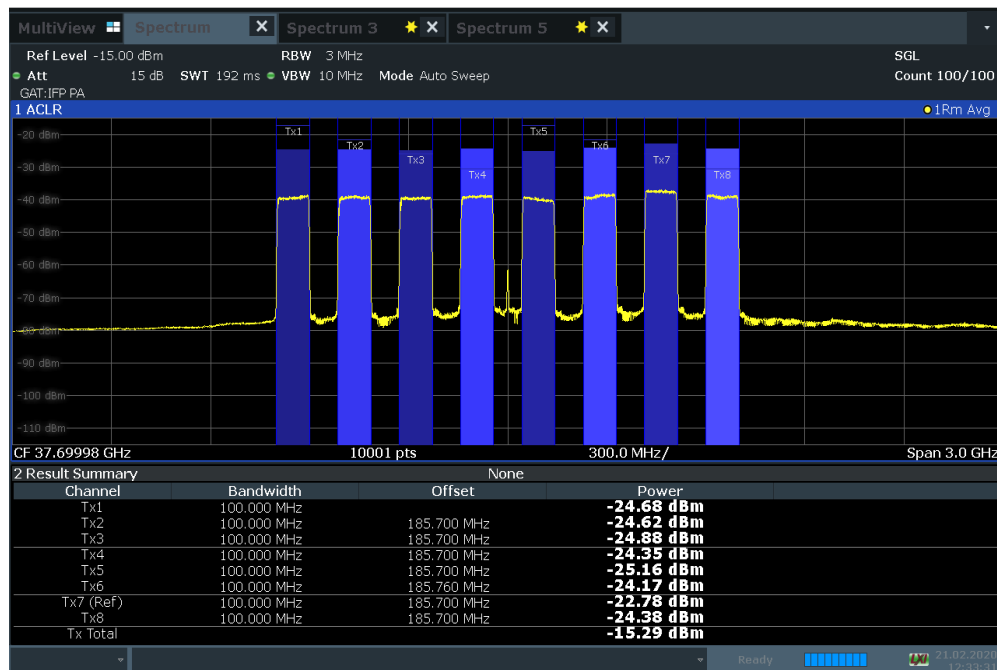 MultiView Spectrum X Spectrum 3 X Spectrum 5 X
Ref Level -15.00 dBm RBW 3 MHz SGL
Att 15 dB SWT 192 ms VBW 10 MHz Mode Auto Sweep Count 100/100
GAT:IFP PA
1 ACLR 1Rm Avg
-20 dBm
Tx1 Tx5
Tx2 Tx6
Tx3 Tx7
-30 dBm
Tx4 Tx8
-40 dBm
-50 dBm
-60 dBm
-70 dBm
-80 dBm
-90 dBm
-100 dBm
-110 dBm
CF 37.69998 GHz 10001 pts 300.0 MHz/ Span 3.0 GHz
2 Result Summary None
Channel Bandwidth Offset Power
Tx1 100.000 MHz -24.68 dBm
Tx2 100.000 MHz 185.700 MHz -24.62 dBm
Tx3 100.000 MHz 185.700 MHz -24.88 dBm
Tx4 100.000 MHz 185.700 MHz -24.35 dBm
Tx5 100.000 MHz 185.700 MHz -25.16 dBm
Tx6 100.000 MHz 185.760 MHz -24.17 dBm
Tx7 (Ref) 100.000 MHz 185.700 MHz -22.78 dBm
Tx8 100.000 MHz 185.700 MHz -24.38 dBm
Tx Total -15.29 dBm
Ready LXI 21.02.2020
12:33:31